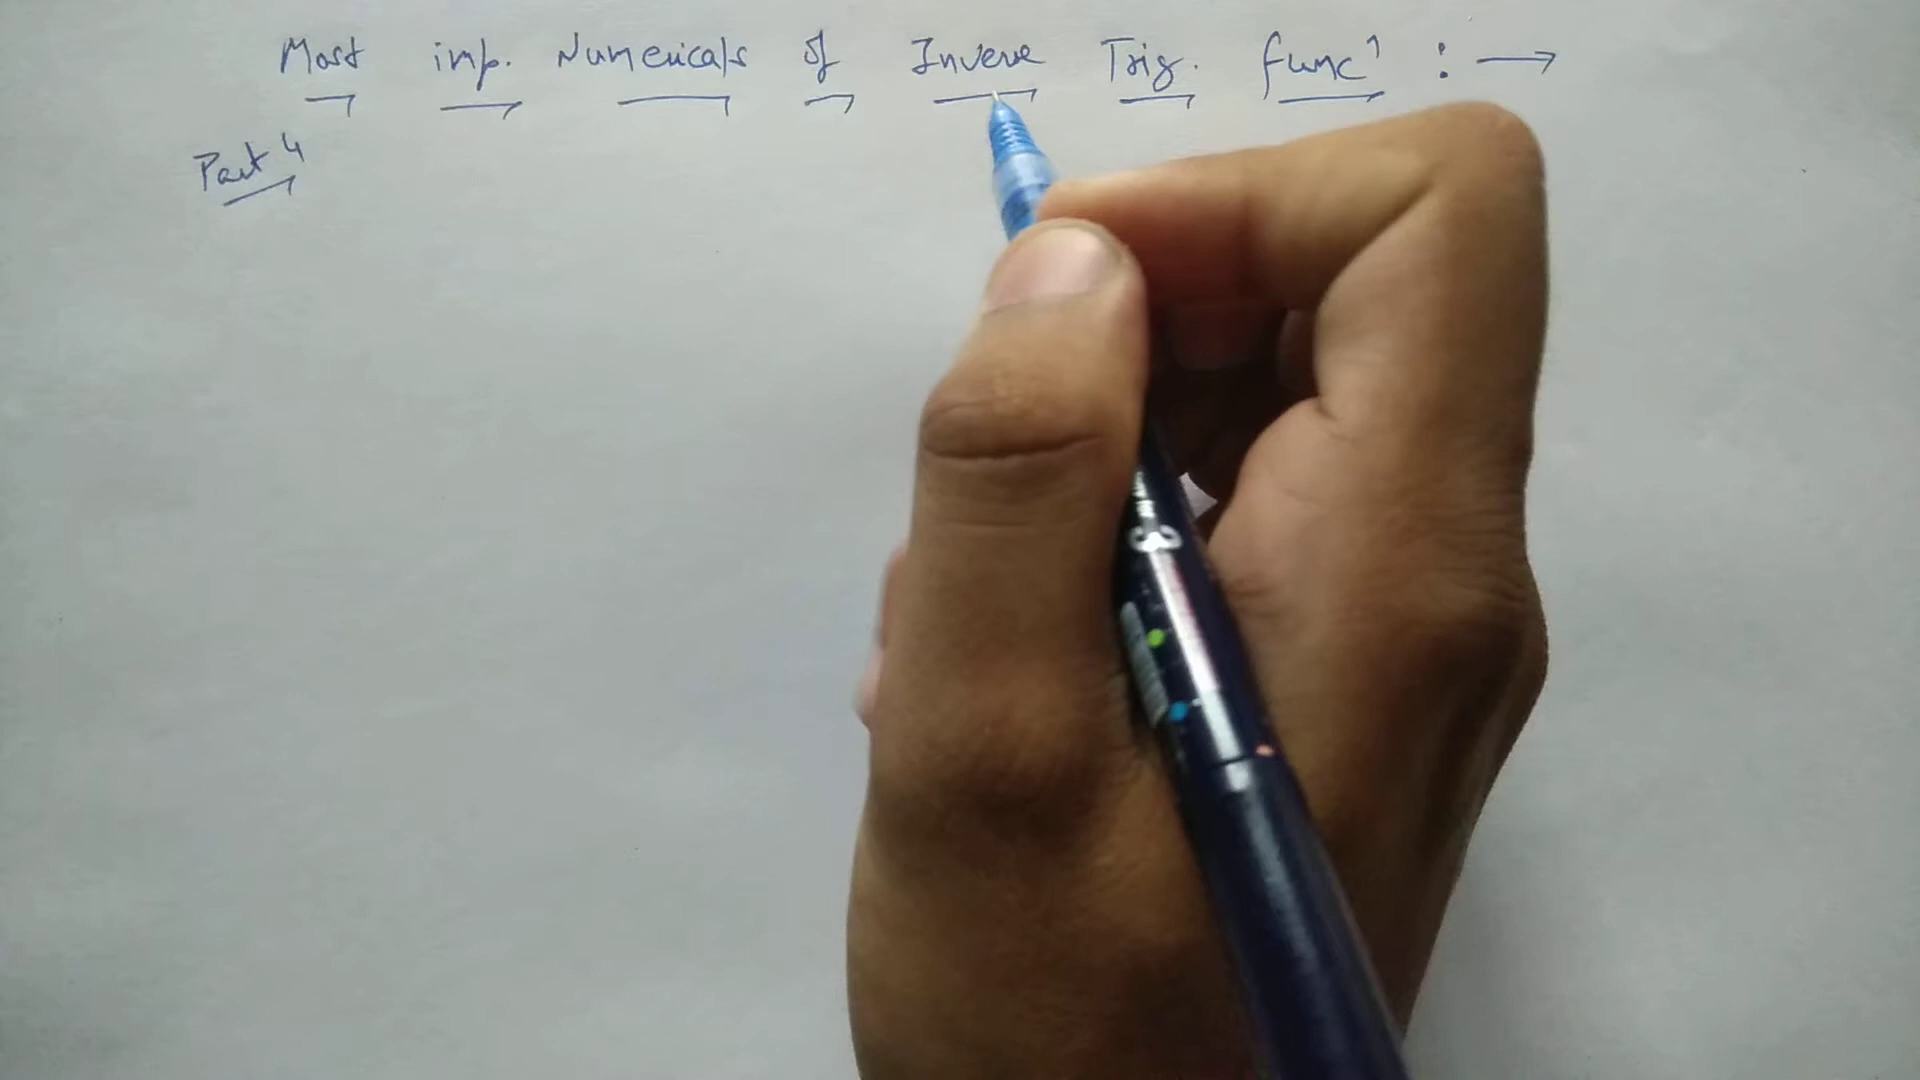 Most imp. Numericals of Inverse Trig. func^n : →
Part 4